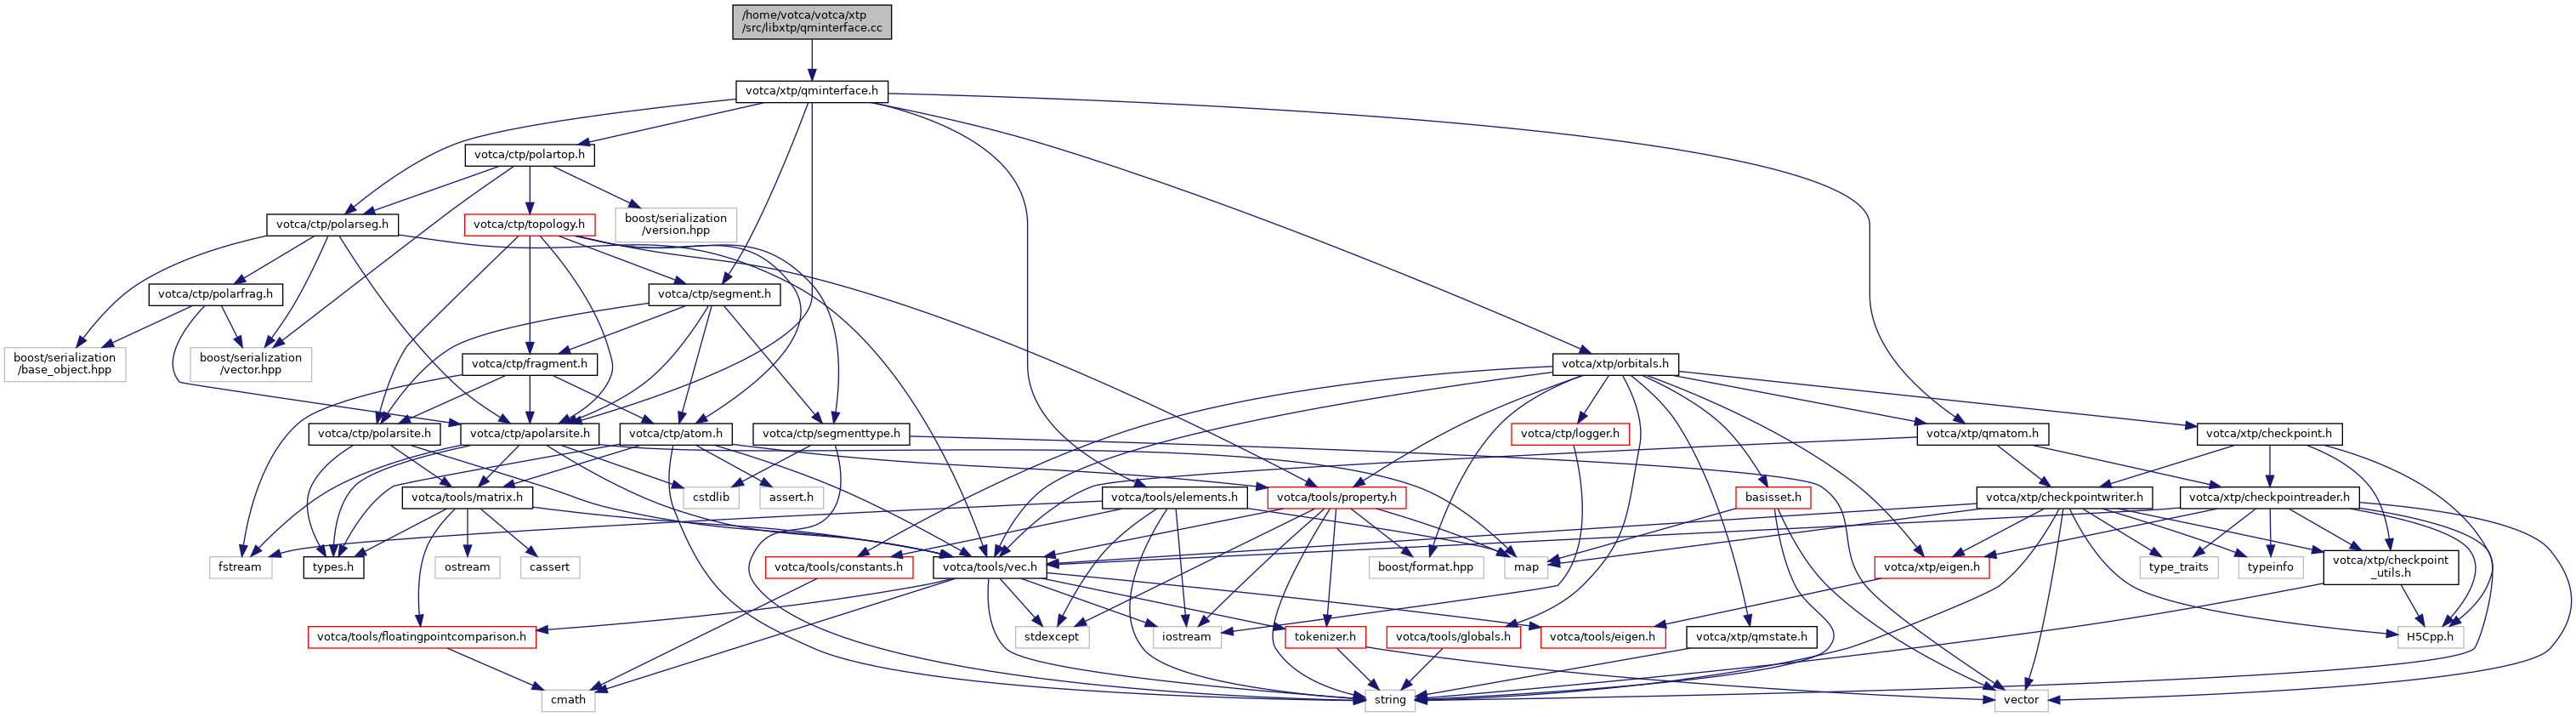 /home/votca/votca/xtp
/src/libxtp/qminterface.cc
votca/xtp/qminterface.h
votca/ctp/polartop.h
votca/ctp/polarseg.h
votca/ctp/topology.h
boost/serialization
/version.hpp
votca/ctp/polarfrag.h
votca/ctp/segment.h
boost/serialization
/base_object.hpp
boost/serialization
/vector.hpp
votca/ctp/fragment.h
votca/xtp/orbitals.h
votca/ctp/polarsite.h
votca/ctp/apolarsite.h
votca/ctp/atom.h
votca/ctp/segmenttype.h
votca/ctp/logger.h
votca/xtp/qmatom.h
votca/xtp/checkpoint.h
votca/tools/matrix.h
cstdlib
assert.h
votca/tools/elements.h
votca/tools/property.h
basisset.h
votca/xtp/checkpointwriter.h
votca/xtp/checkpointreader.h
fstream
types.h
ostream
cassert
votca/tools/constants.h
votca/tools/vec.h
boost/format.hpp
map
votca/xtp/eigen.h
type_traits
typeinfo
votca/xtp/checkpoint
_utils.h
votca/tools/floatingpointcomparison.h
stdexcept
iostream
tokenizer.h
votca/tools/globals.h
votca/tools/eigen.h
votca/xtp/qmstate.h
H5Cpp.h
cmath
string
vector